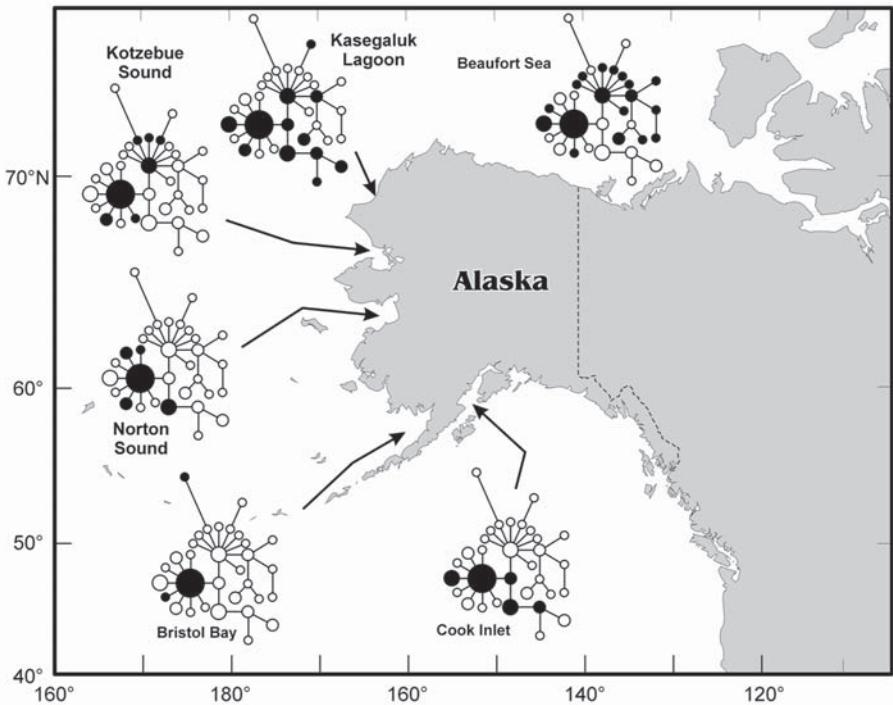 Kotzebue
Sound
Kasegaluk
Lagoon
Beaufort Sea
70°N
Alaska
60°
Norton
Sound
50°
Bristol Bay
Cook Inlet
40°
160°
180°
160°
140°
120°